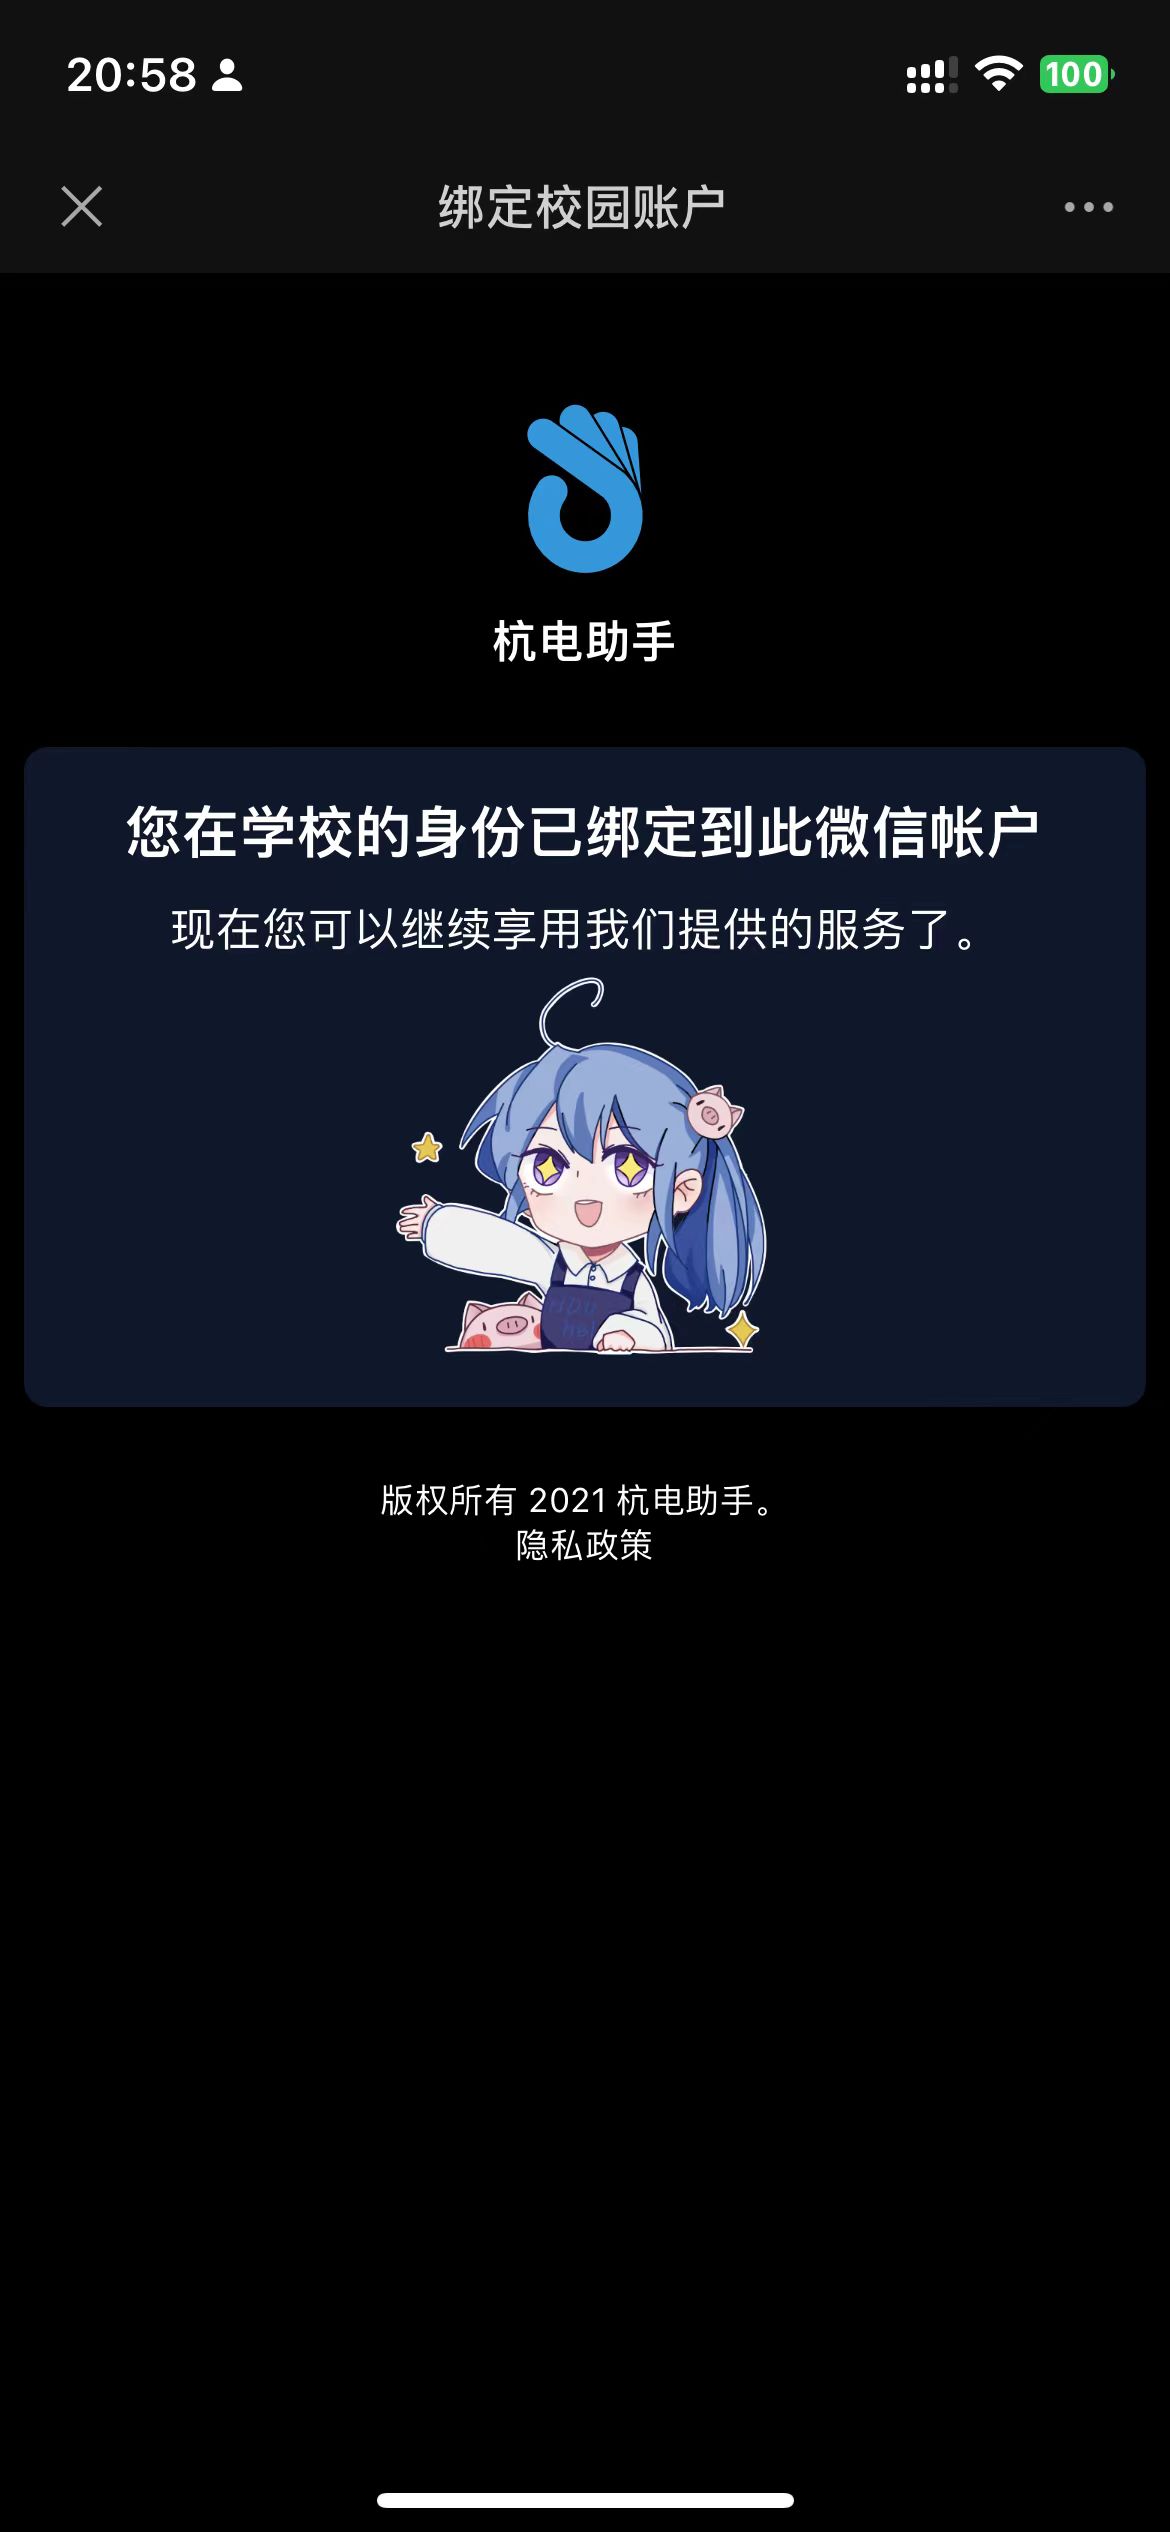 20:58
100
绑定校园账户
杭电助手
您在学校的身份已绑定到此微信帐户
现在您可以继续享用我们提供的服务了。
HDU
hel
版权所有 2021 杭电助手。
隐私政策